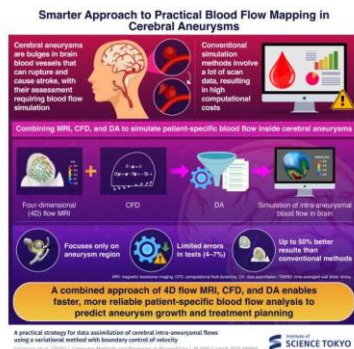 Smarter Approach to Practical Blood Flow Mapping in
Cerebral Aneurysms
Cerebral aneurysms
are bulges in brain
blood vessels that
can rupture and
cause stroke, with
their assessment
requiring blood flow
simulation
Conventional
simulation
methods involve
a lot of scan
data, resulting
in high
computational
costs
Combining MRI, CFD, and DA to simulate patient-specific blood flow inside cerebral aneurysms
Four-dimensional
(4D) flow MRI
CFD
DA
Simulation of intra-aneurysmal
blood flow in brain
Focuses only on
aneurysm region
Limited errors
in tests (4–7%)
Up to 50% better
results than
conventional methods
A combined approach of 4D flow MRI, CFD, and DA enables
faster, more reliable patient-specific blood flow analysis to
predict aneurysm growth and treatment planning
A practical strategy for data assimilation of cerebral intra-aneurysmal flows
using a variational method with boundary control of velocity
Institute of
SCIENCE TOKYO